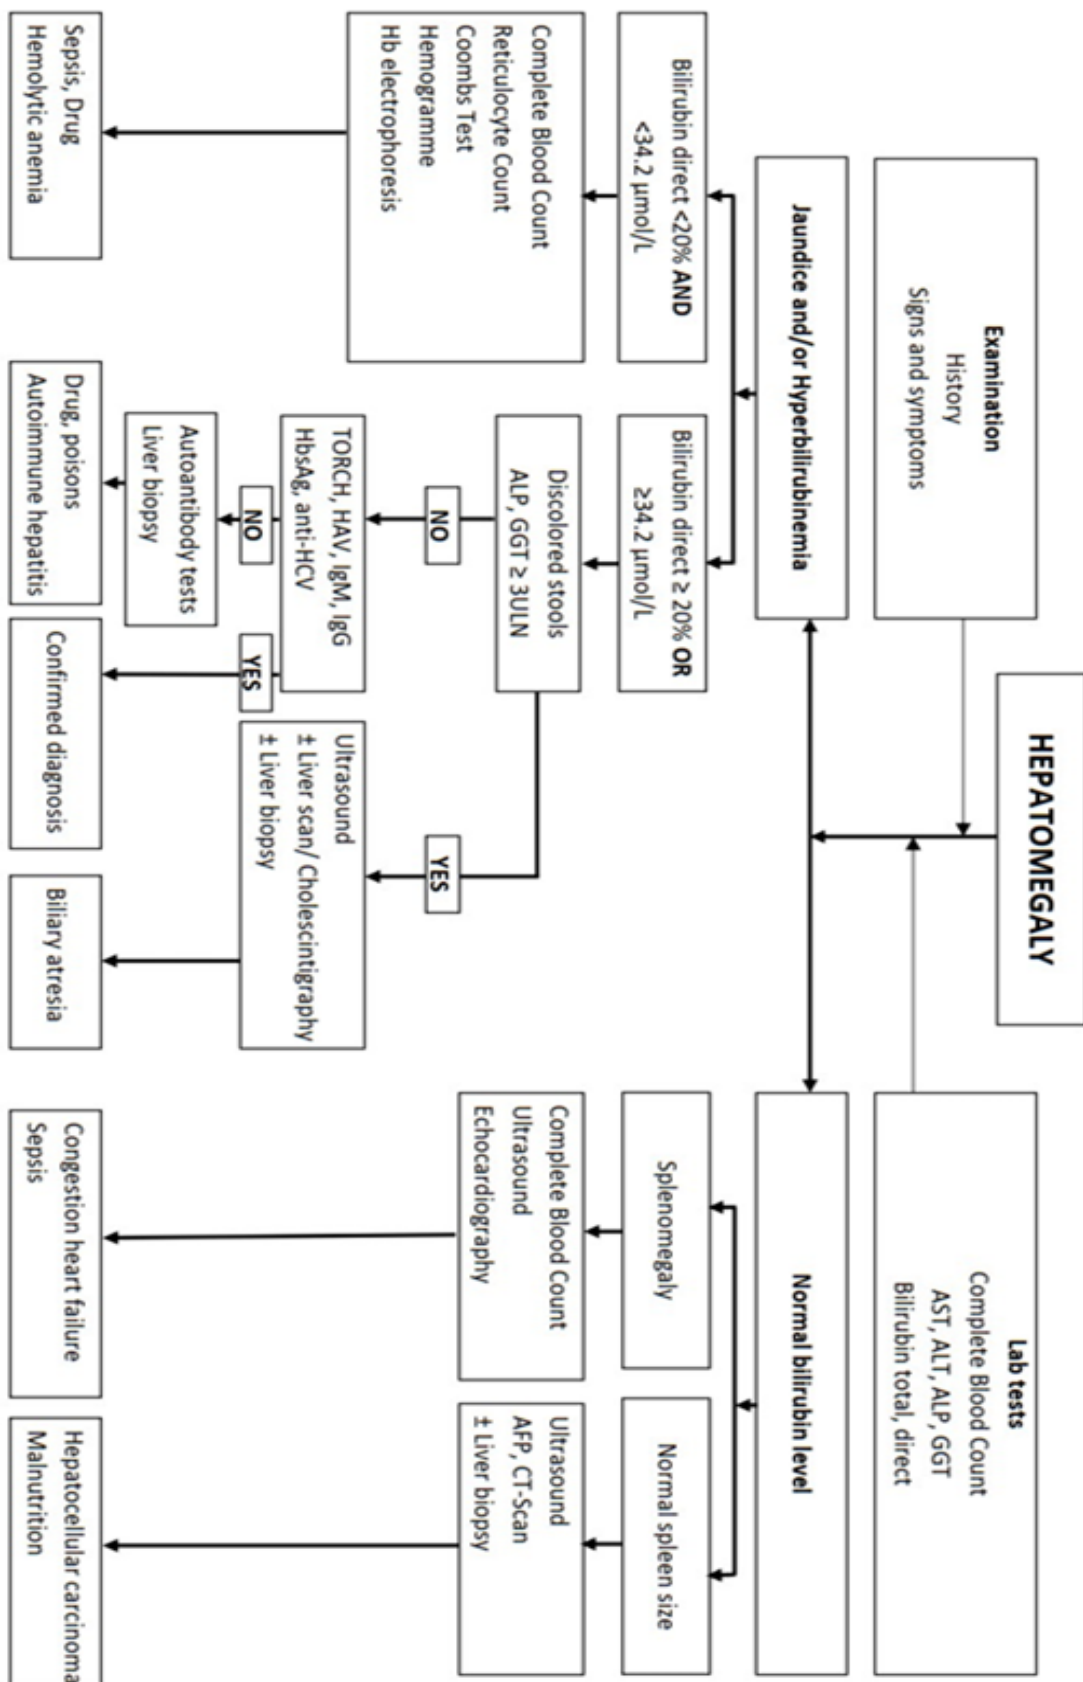 HEPATOMEGALY
Examination
History
Signs and symptoms
Lab tests
Complete Blood Count
AST, ALT, ALP, GGT
Bilirubin total, direct
Jaundice and/or Hyperbilirubinemia
Normal bilirubin level
Bilirubin direct <20% AND
<34.2 µmol/L
Bilirubin direct ≥ 20% OR
≥34.2 µmol/L
Splenomegaly
Normal spleen size
Complete Blood Count
Reticulocyte Count
Coombs Test
Hemogramme
Hb electrophoresis
Discolored stools
ALP, GGT ≥ 3ULN
Complete Blood Count
Ultrasound
Echocardiography
Ultrasound
AFP, CT-Scan
± Liver biopsy
NO
YES
TORCH, HAV, IgM, IgG
HbsAg, anti-HCV
Ultrasound
± Liver scan/ Cholescintigraphy
± Liver biopsy
NO
YES
Autoantibody tests
Liver biopsy
Sepsis, Drug
Hemolytic anemia
Drug, poisons
Autoimmune hepatitis
Confirmed diagnosis
Biliary atresia
Congestion heart failure
Sepsis
Hepatocellular carcinoma
Malnutrition